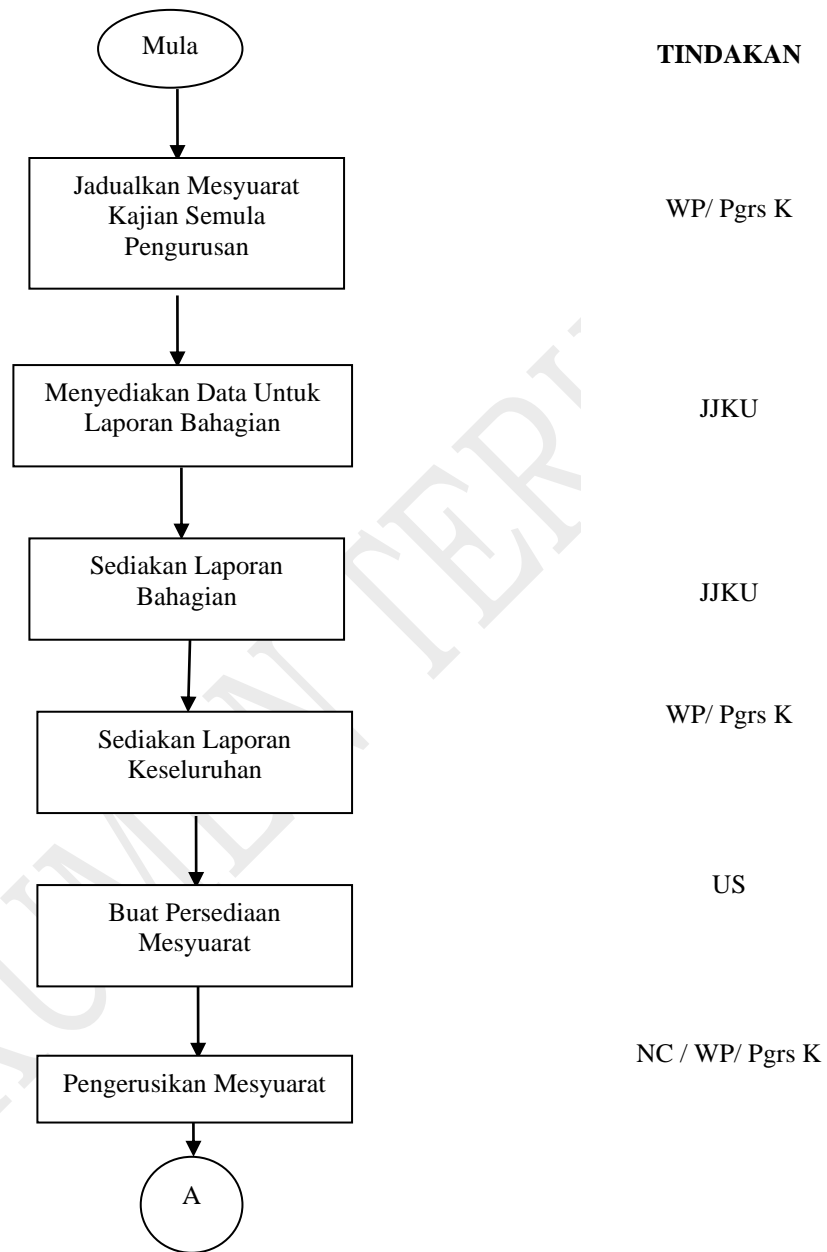 Mula
TINDAKAN
Jadualkan Mesyuarat
Kajian Semula
Pengurusan
WP/ Pgrs K
Menyediakan Data Untuk
Laporan Bahagian
JJKU
Sediakan Laporan
Bahagian
JJKU
WP/ Pgrs K
Sediakan Laporan
Keseluruhan
US
Buat Persediaan
Mesyuarat
NC / WP/ Pgrs K
Pengerusikan Mesyuarat
A